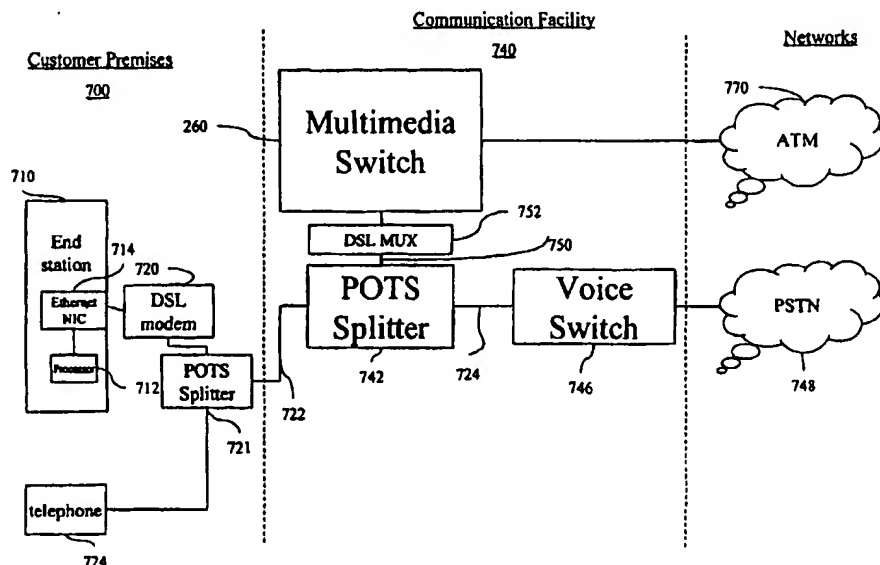 Customer Premises
700
Communication Facility
740
Networks
260
Multimedia
Switch
770
ATM
710
End
station
714
Ethernet
NIC
Processor
712
720
DSL
modem
752
DSL MUX
750
POTS
Splitter
721
722
POTS
Splitter
742
724
Voice
Switch
746
PSTN
748
telephone
724